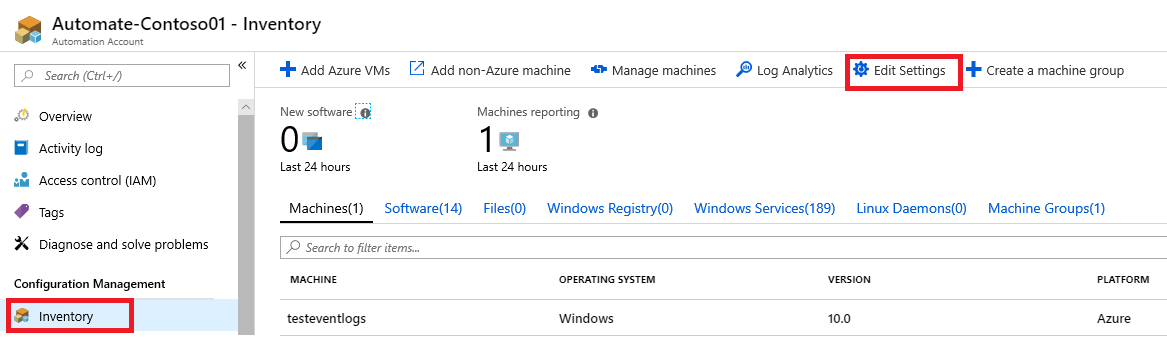 Automate-Contoso01 - Inventory
Automation Account
Search (Ctrl+/)
«
Overview
Activity log
Access control (IAM)
Tags
Diagnose and solve problems
Configuration Management
Inventory
Add Azure VMs Add non-Azure machine Manage machines Log Analytics Edit Settings Create a machine group
New software Machines reporting
0 1
Last 24 hours Last 24 hours
Machines(1) Software(14) Files(0) Windows Registry(0) Windows Services(189) Linux Daemons(0) Machine Groups(1)
Search to filter items...
MACHINE OPERATING SYSTEM VERSION PLATFORM
testeventlogs Windows 10.0 Azure